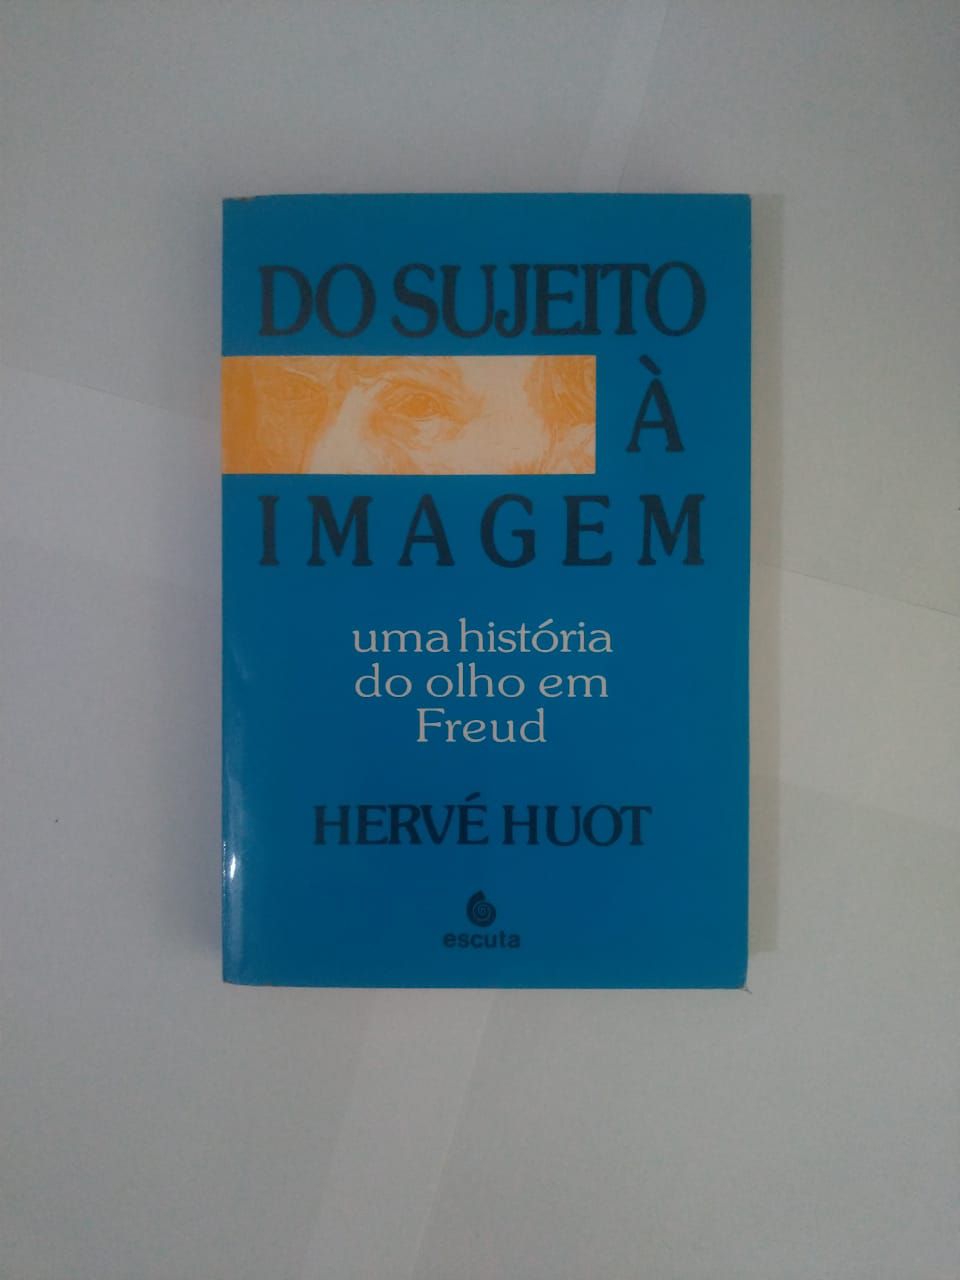 DO SUJEITO
À
IMAGEM
uma história
do olho em
Freud
HERVÉ HUOT
escuta